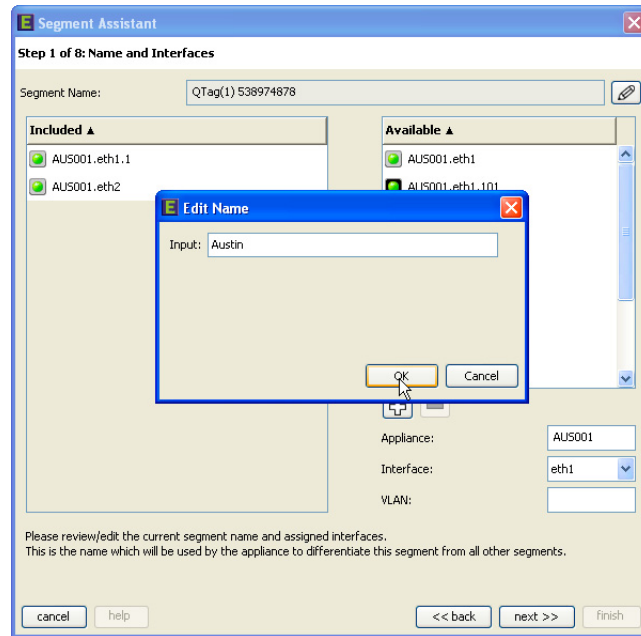 E Segment Assistant
Step 1 of 8: Name and Interfaces
Segment Name: QTag(1) 538974878
Included ▲ Available ▲
AUS001.eth1.1 AUS001.eth1
AUS001.eth2 AUS001.eth1.101
E Edit Name
Input: Austin
OK Cancel
Appliance: AUS001
Interface: eth1
VLAN:
Please review/edit the current segment name and assigned interfaces.
This is the name which will be used by the appliance to differentiate this segment from all other segments.
cancel help << back next >> finish